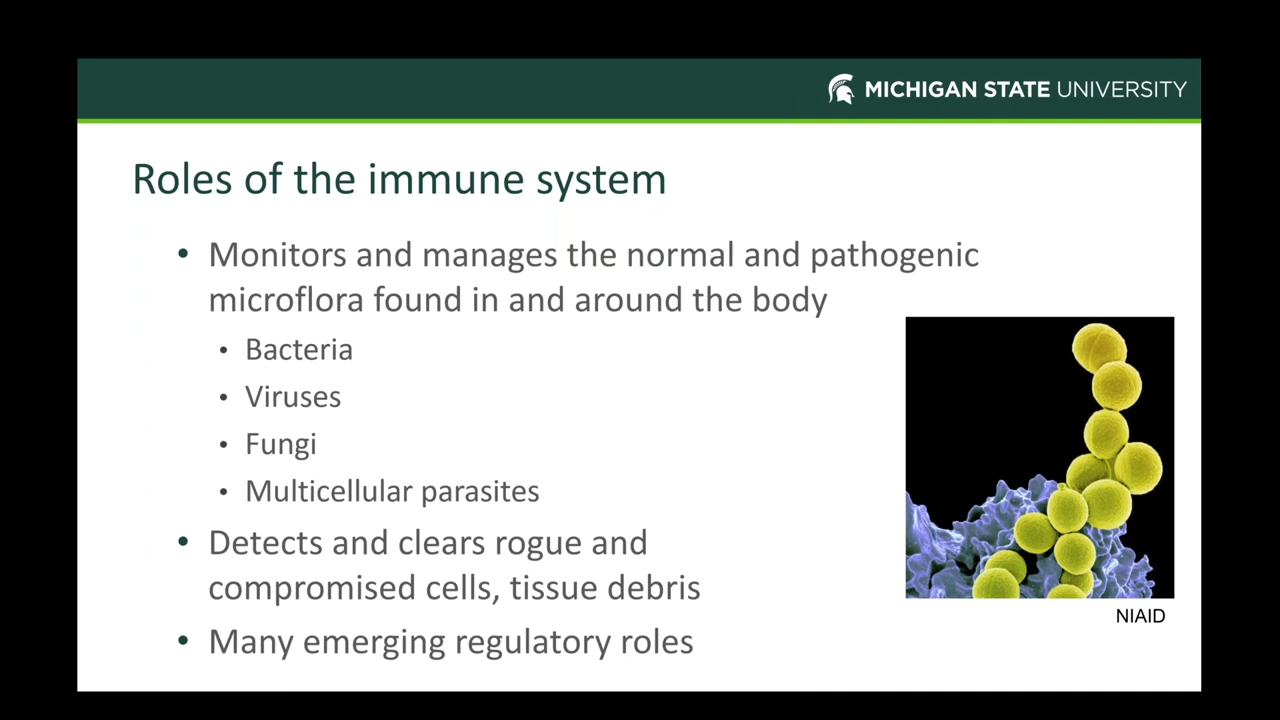 MICHIGAN STATE UNIVERSITY
Roles of the immune system
• Monitors and manages the normal and pathogenic
microflora found in and around the body
• Bacteria
• Viruses
• Fungi
• Multicellular parasites
• Detects and clears rogue and
compromised cells, tissue debris
NIAID
• Many emerging regulatory roles